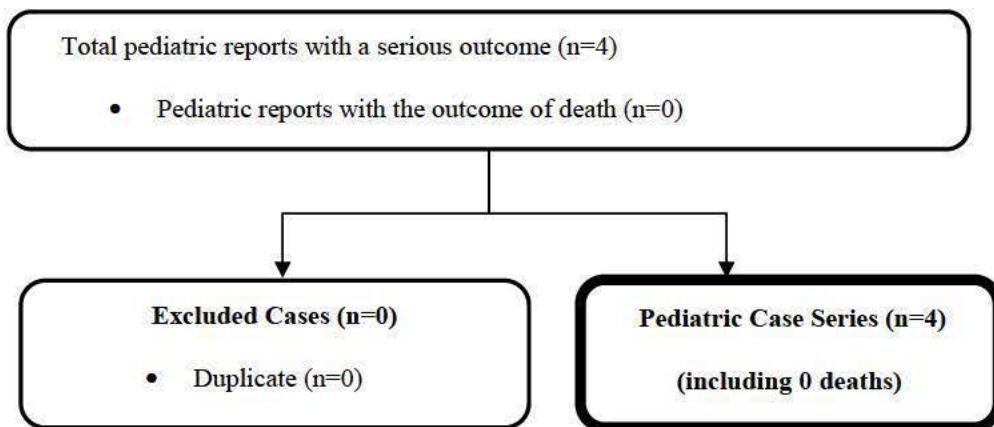 Total pediatric reports with a serious outcome (n=4)
• Pediatric reports with the outcome of death (n=0)
Excluded Cases (n=0)
• Duplicate (n=0)
Pediatric Case Series (n=4)
(including 0 deaths)